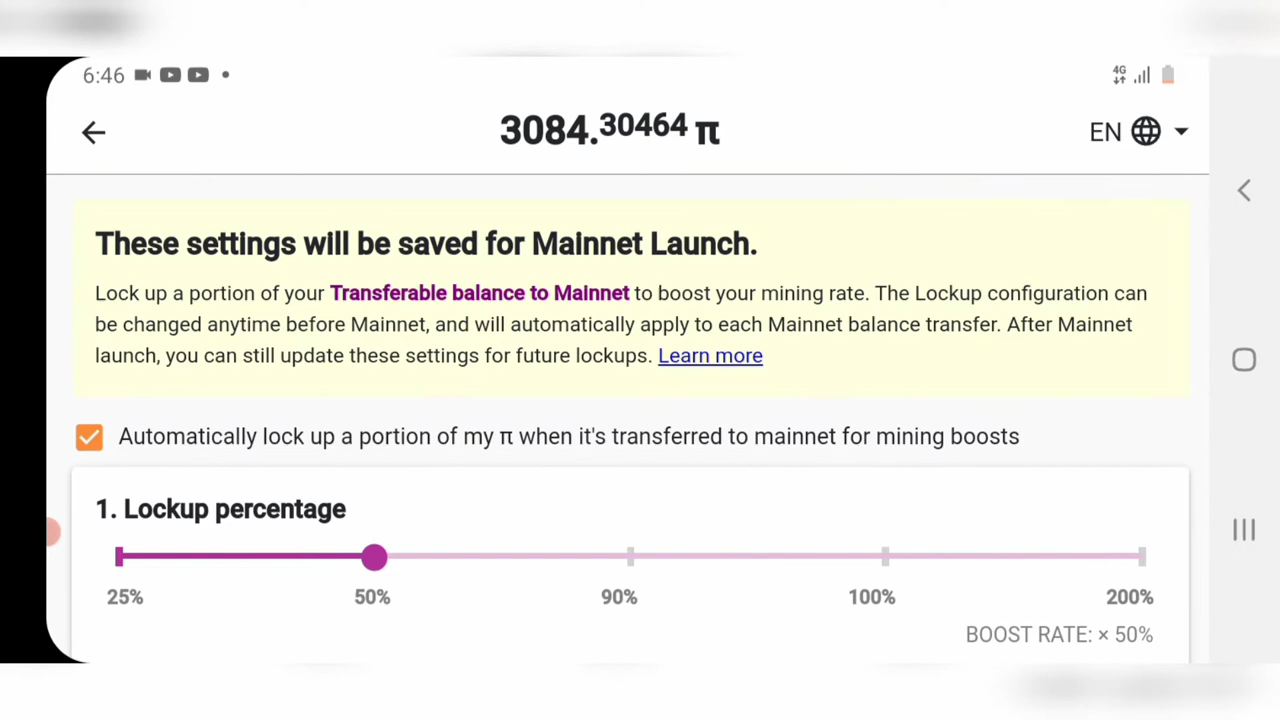 6:46
4G
3084.30464 π
EN
These settings will be saved for Mainnet Launch.
Lock up a portion of your Transferable balance to Mainnet to boost your mining rate. The Lockup configuration can
be changed anytime before Mainnet, and will automatically apply to each Mainnet balance transfer. After Mainnet
launch, you can still update these settings for future lockups. Learn more
Automatically lock up a portion of my π when it's transferred to mainnet for mining boosts
1. Lockup percentage
25% 50% 90% 100% 200%
BOOST RATE: × 50%